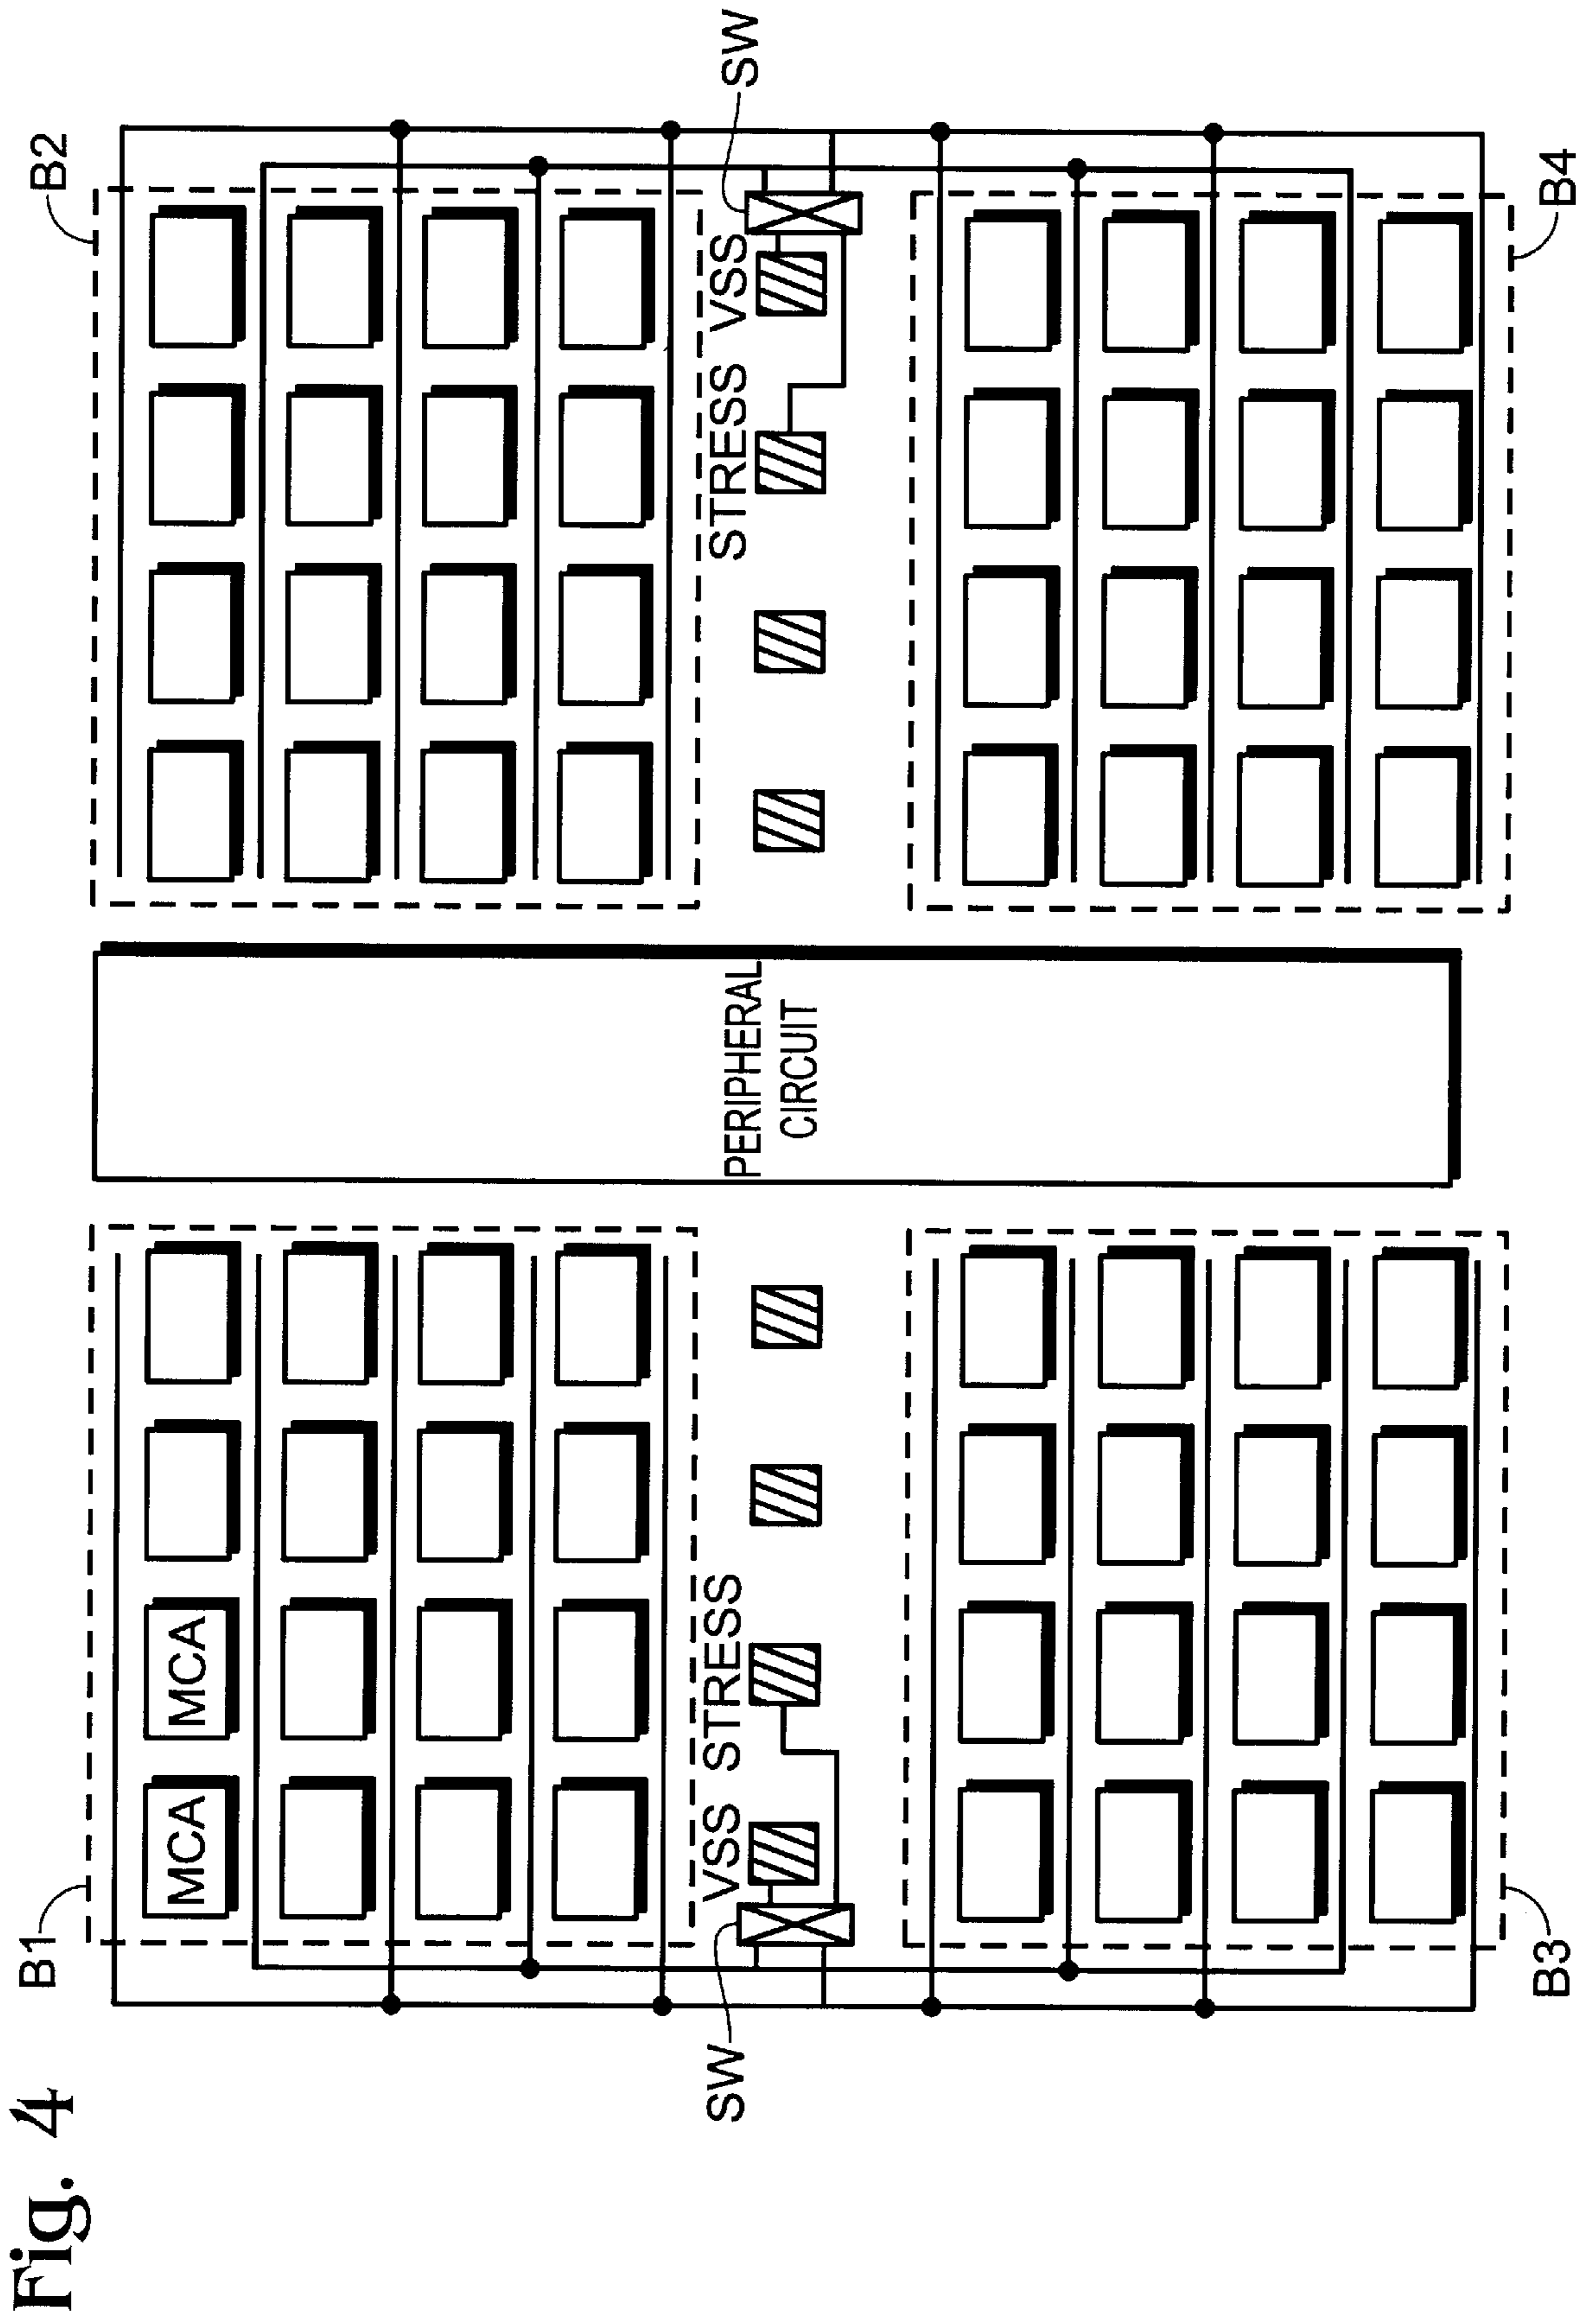 Fig. 4
B1
B2
MCA
MCA
VSS
STRESS
PERIPHERAL
CIRCUIT
STRESS
VSS
SW
SW
B3
B4